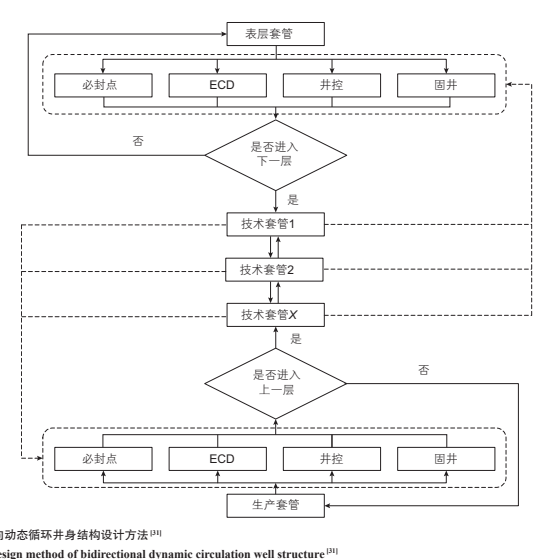 表层套管
必封点
ECD
井控
固井
否
是否进入
下一层
是
技术套管1
技术套管2
技术套管X
是
是否进入
上一层
否
必封点
ECD
井控
固井
生产套管
向动态循环井身结构设计方法[31]
esign method of bidirectional dynamic circulation well structure[31]